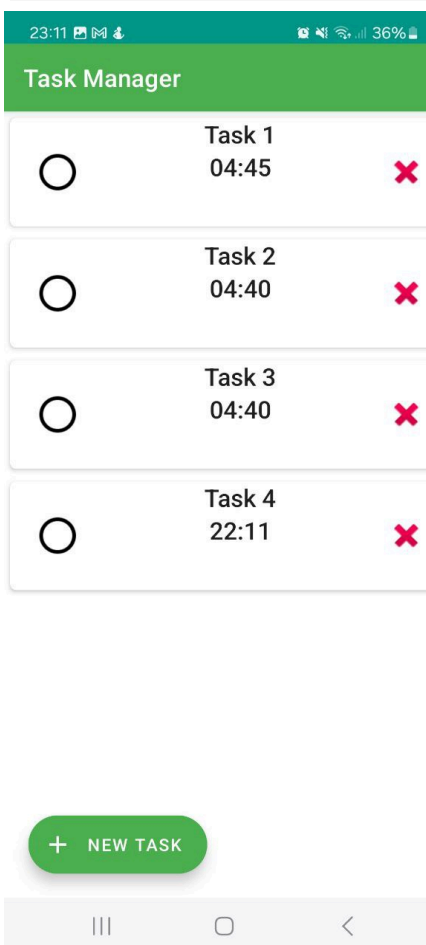 23:11 36%
Task Manager
Task 1
04:45
Task 2
04:40
Task 3
04:40
Task 4
22:11
+ NEW TASK